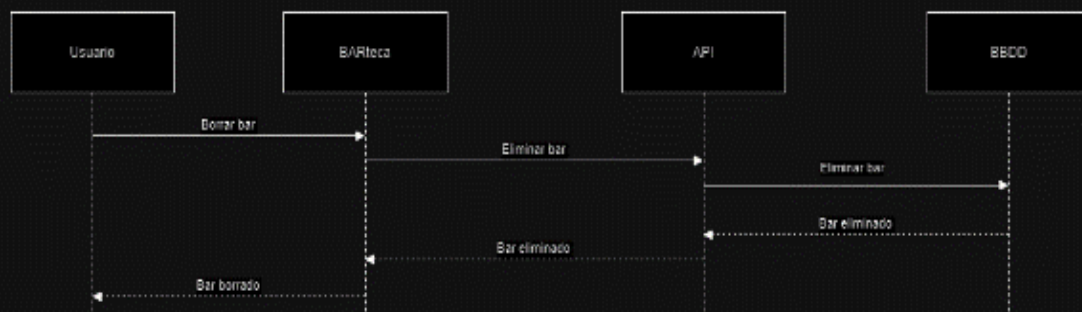 Usuario
BARteca
API
BBDD
Borrar bar
Eliminar bar
Eliminar bar
Bar eliminado
Bar eliminado
Bar borrado